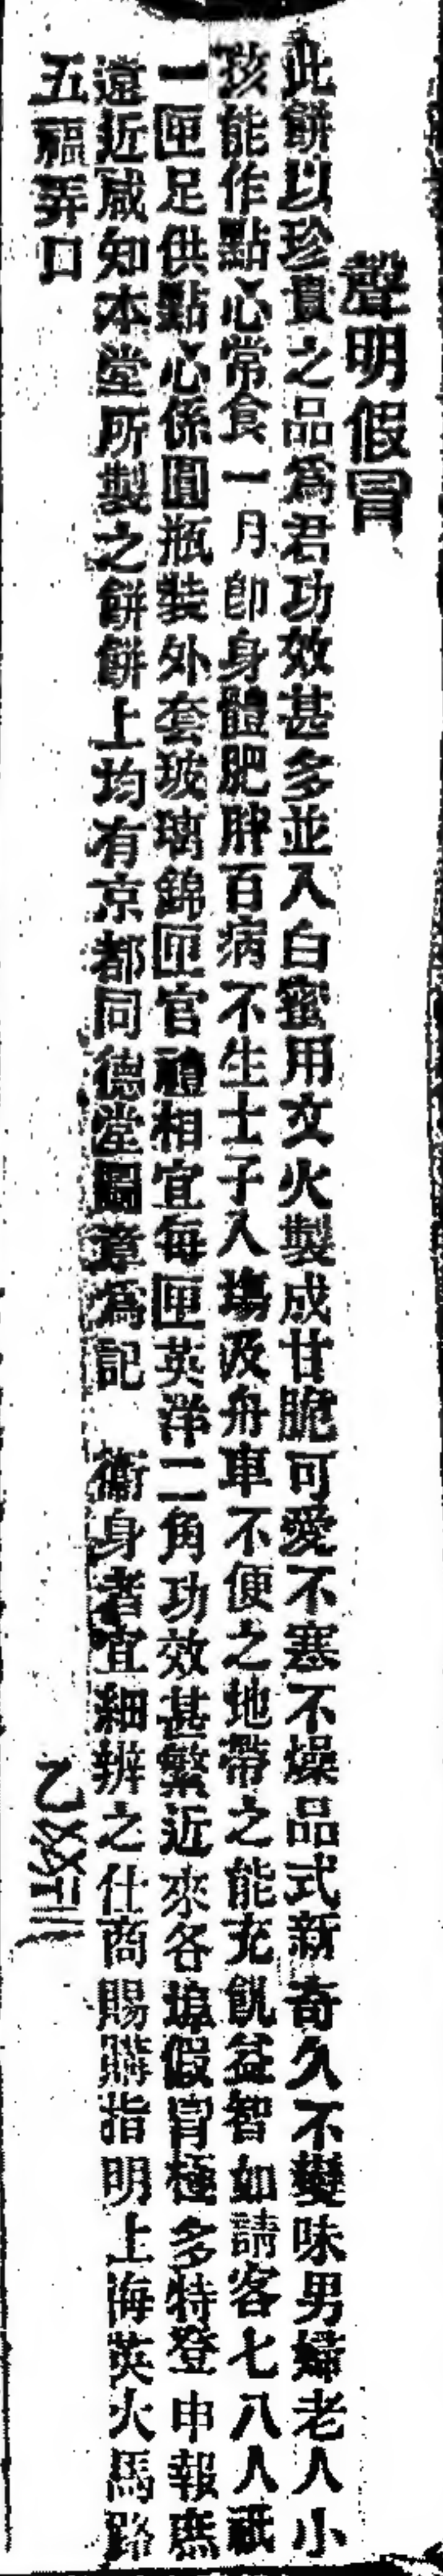 聲明假冒
此餅以珍貴之品爲君功效甚多並入白蜜用文火製成甘脆可愛不寒不燥品式新奇久不變味男婦老人小
孩能作點心常食一月卽身體肥胖百病不生士子入塲及舟車不便之地帶之能充飢益智如請客七八人祇
一匣足供點心係圓瓶裝外套玻璃錦匣官禮相宜每匣英洋二角功效甚繁近來各埠假冒極多特登申報庶
遠近咸知本堂所製之餅餅上均有京都同德堂圖章爲記 衞身者宜細辨之仕商賜購指明上海英大馬路
五福弄口